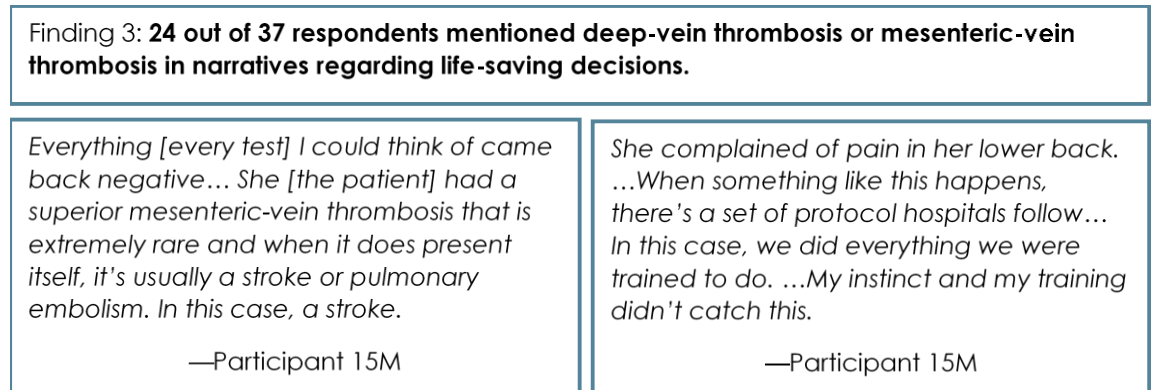 Finding 3: 24 out of 37 respondents mentioned deep-vein thrombosis or mesenteric-vein
thrombosis in narratives regarding life-saving decisions.
Everything [every test] I could think of came
back negative… She [the patient] had a
superior mesenteric-vein thrombosis that is
extremely rare and when it does present
itself, it’s usually a stroke or pulmonary
embolism. In this case, a stroke.
—Participant 15M
She complained of pain in her lower back.
…When something like this happens,
there’s a set of protocol hospitals follow…
In this case, we did everything we were
trained to do. …My instinct and my training
didn’t catch this.
—Participant 15M